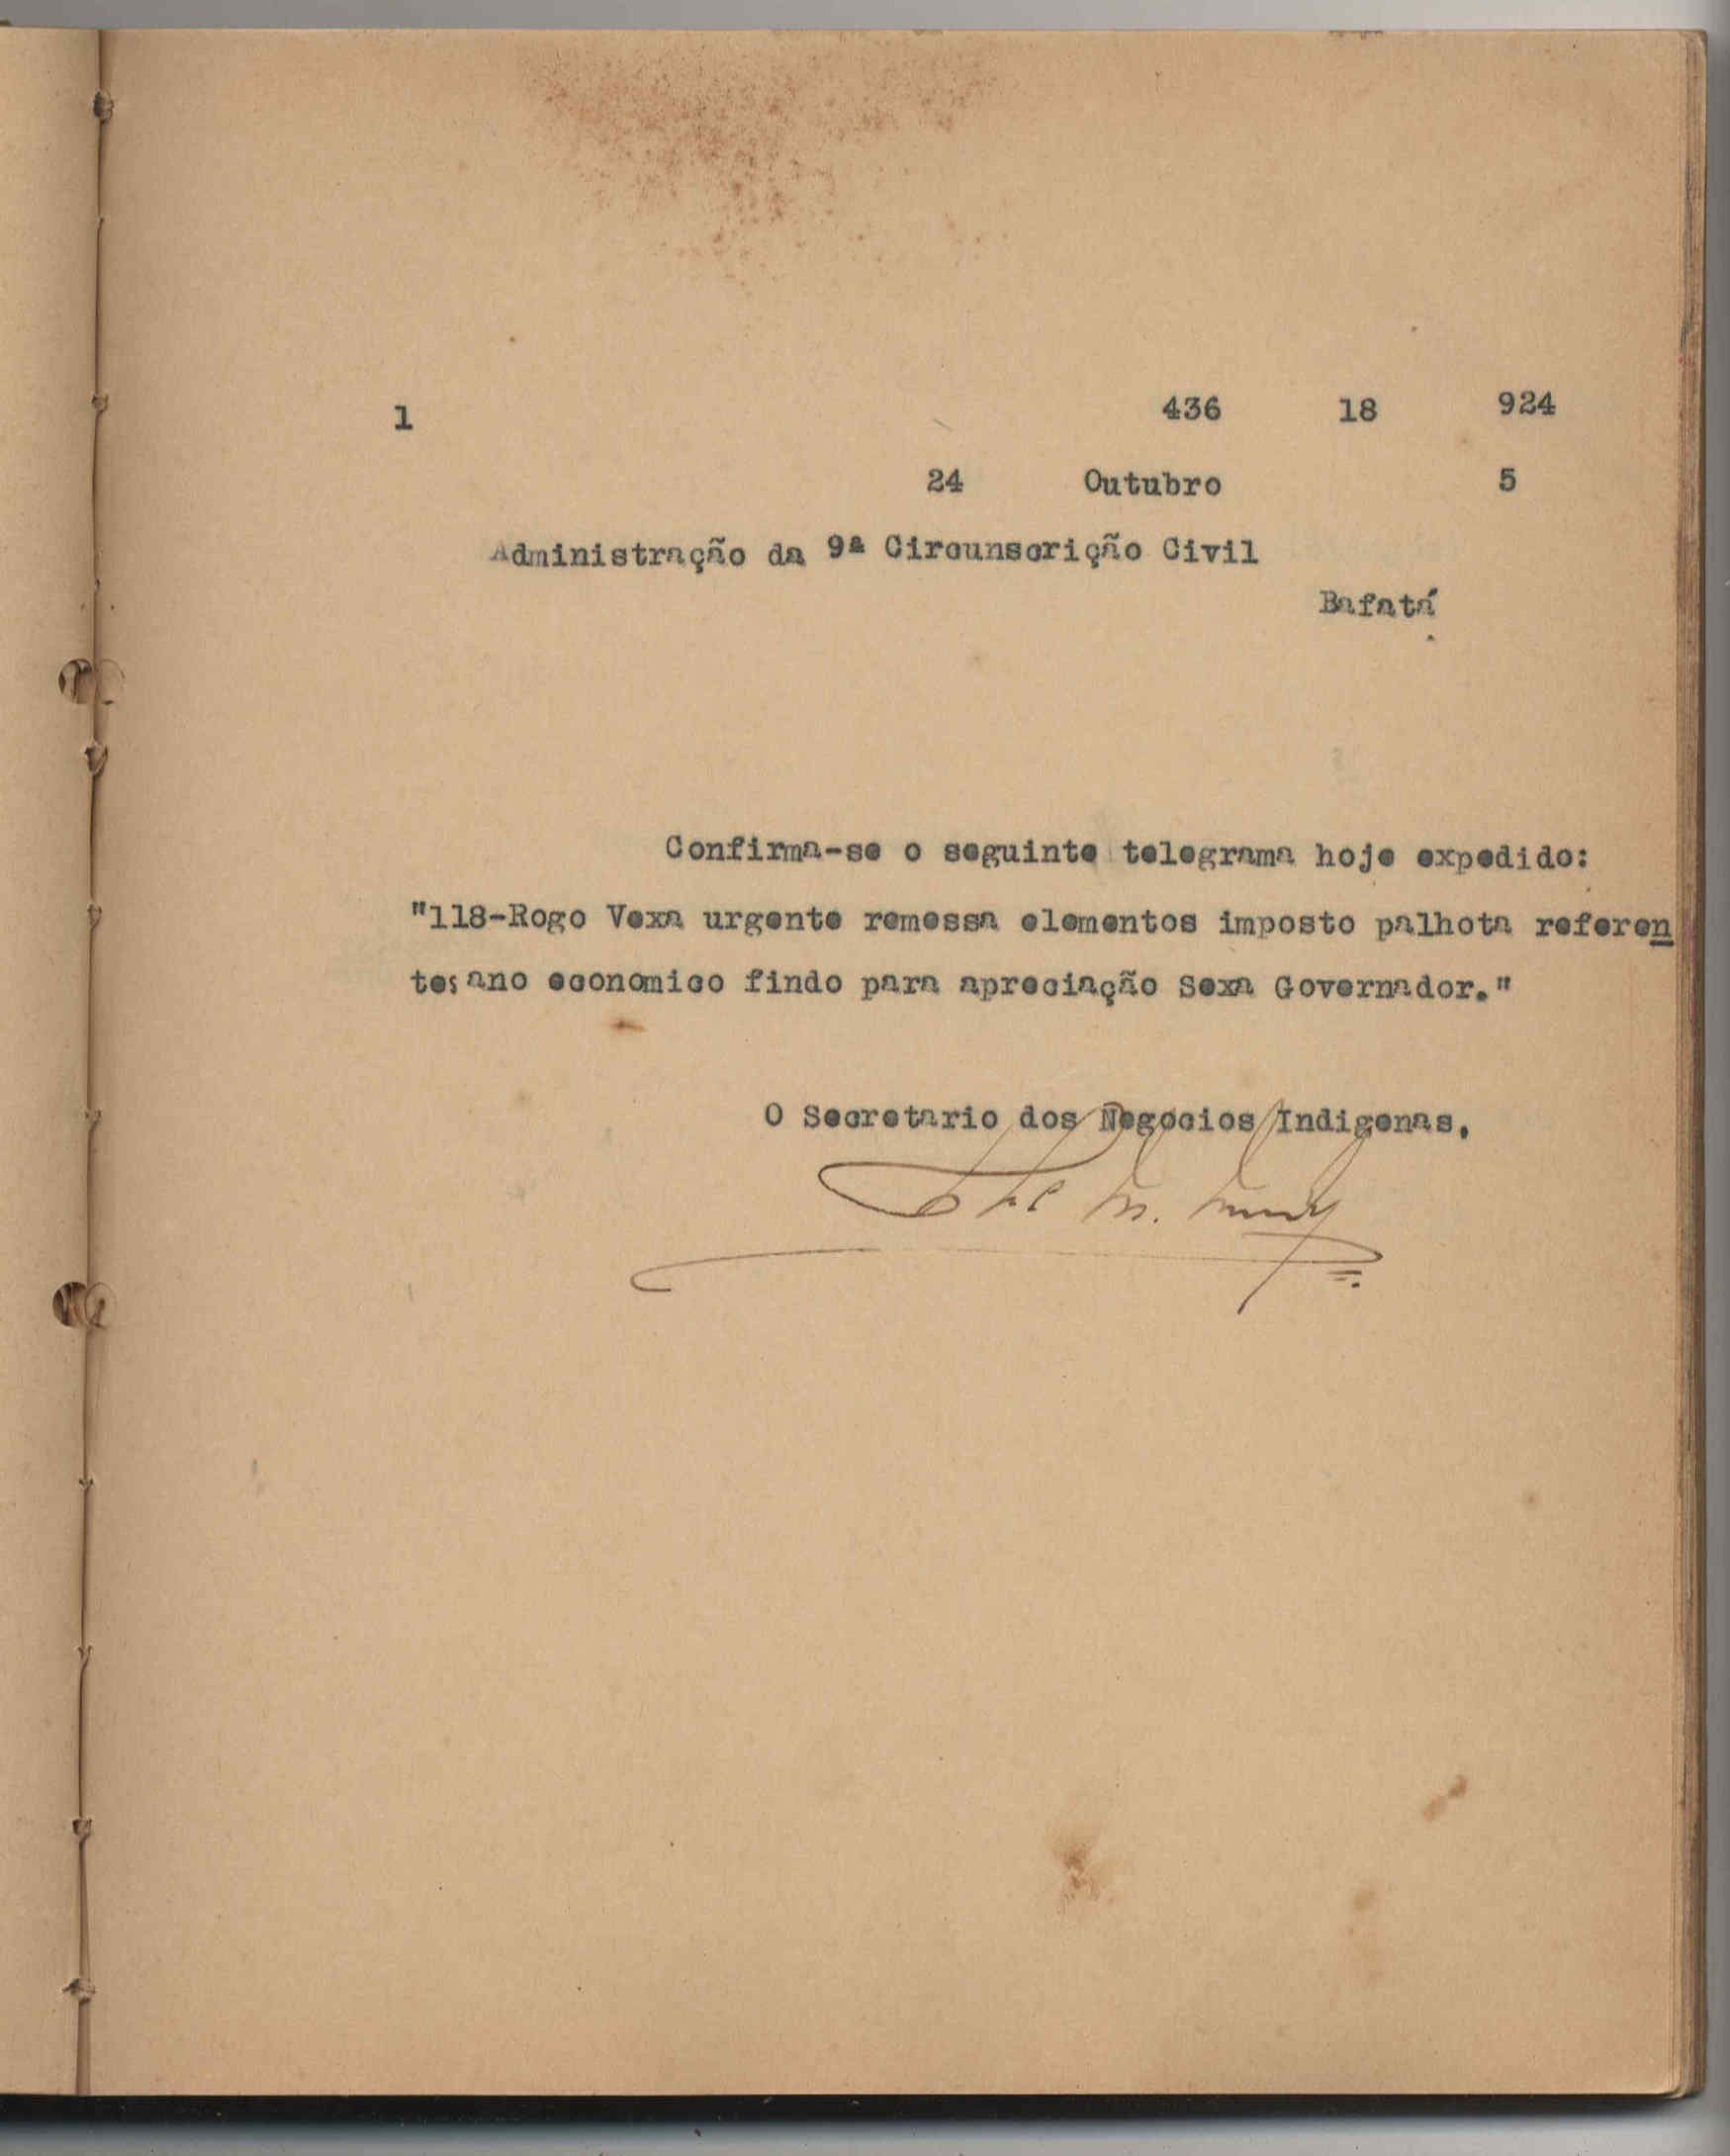 1 436 18 924
24 Outubro 5
Administração da 9ª Circunscrição Civil
Bafatá
Confirma-se o seguinte telegrama hoje expedido:
"118-Rogo Vexa urgente remessa elementos imposto palhota referen
tes ano economico findo para apreciação Sexa Governador."
O Secretario dos Negocios Indigenas,